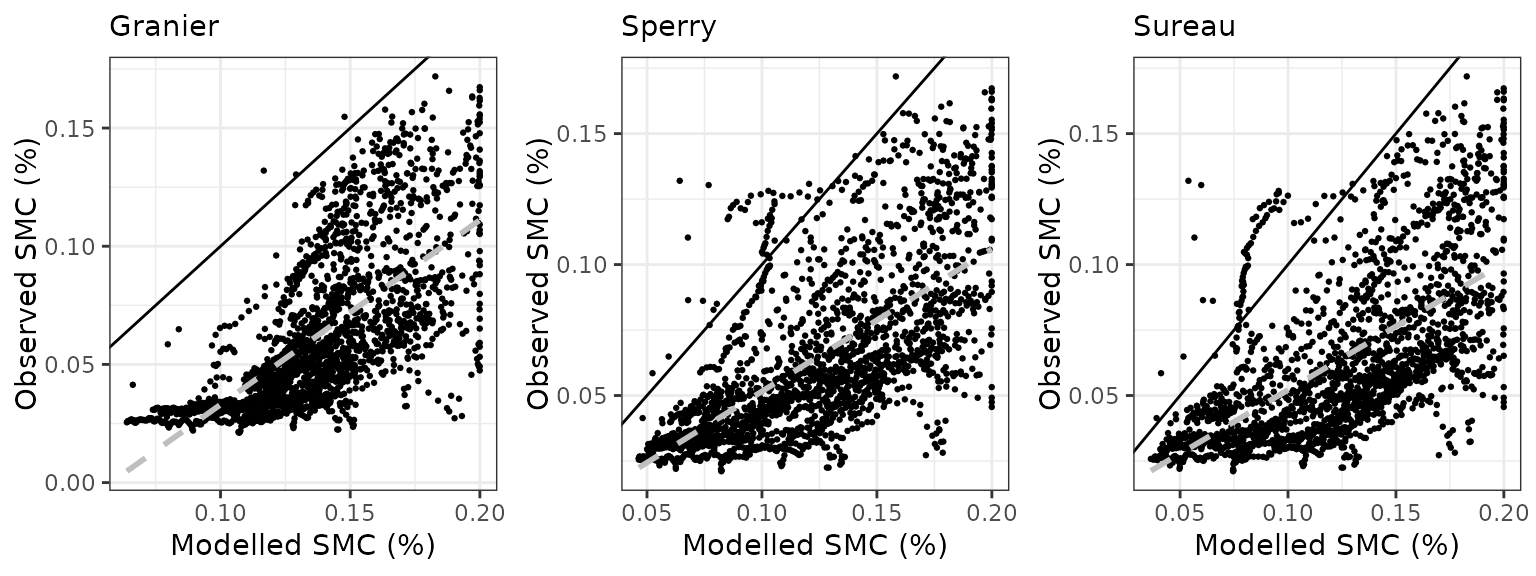 Granier
Observed SMC (%)
0.15
0.10
0.05
0.00
0.10 0.15 0.20
Modelled SMC (%)
Sperry
Observed SMC (%)
0.15
0.10
0.05
0.05 0.10 0.15 0.20
Modelled SMC (%)
Sureau
Observed SMC (%)
0.15
0.10
0.05
0.05 0.10 0.15 0.20
Modelled SMC (%)